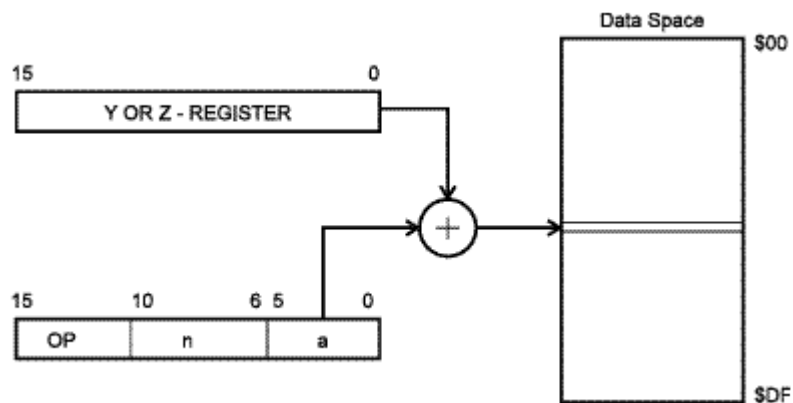 Data Space
$00
15 0
Y OR Z - REGISTER
+
15 10 6 5 0
OP n a
$DF